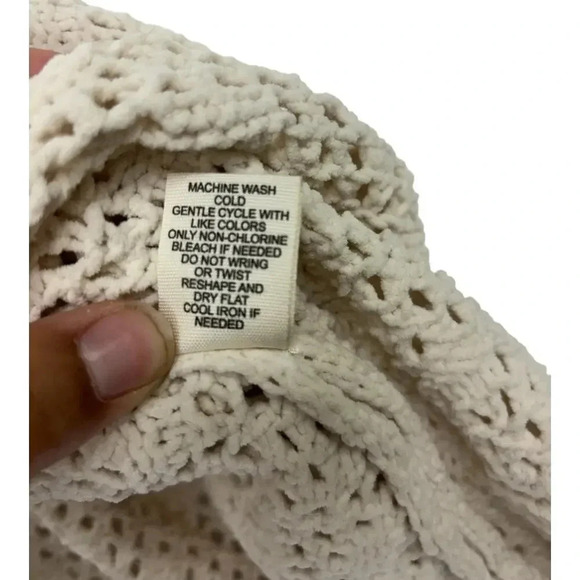 MACHINE WASH
COLD
GENTLE CYCLE WITH
LIKE COLORS
ONLY NON-CHLORINE
BLEACH IF NEEDED
DO NOT WRING
OR TWIST
RESHAPE AND
DRY FLAT
COOL IRON IF
NEEDED